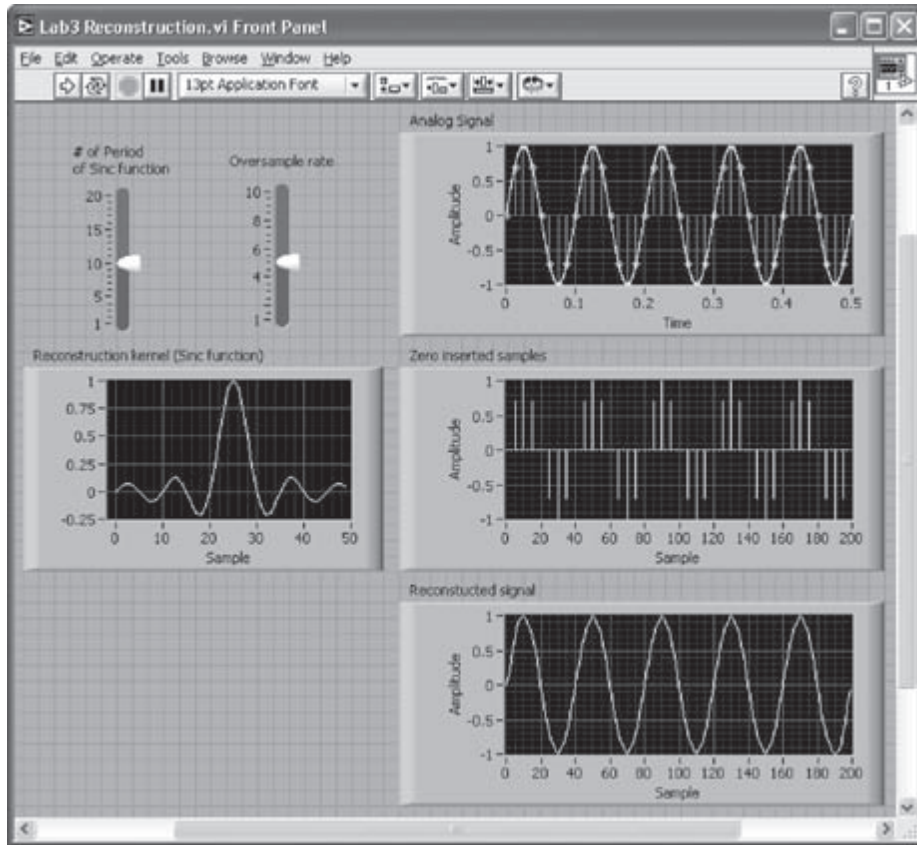 Lab3 Reconstruction.vi Front Panel
File Edit Operate Tools Browse Window Help
13pt Application Font
1
# of Period
of Sinc function
20
15
10
5
1
Oversample rate
10
8
6
4
1
Analog Signal
Amplitude
1
0.5
0
-0.5
-1
0 0.1 0.2 0.3 0.4 0.5
Time
Reconstruction kernel (Sinc function)
1
0.75
0.5
0.25
0
-0.25
0 10 20 30 40 50
Sample
Zero inserted samples
Amplitude
1
0.5
0
-0.5
-1
0 20 40 60 80 100 120 140 160 180 200
Sample
Reconstucted signal
Amplitude
1
0.5
0
-0.5
-1
0 20 40 60 80 100 120 140 160 180 200
Sample